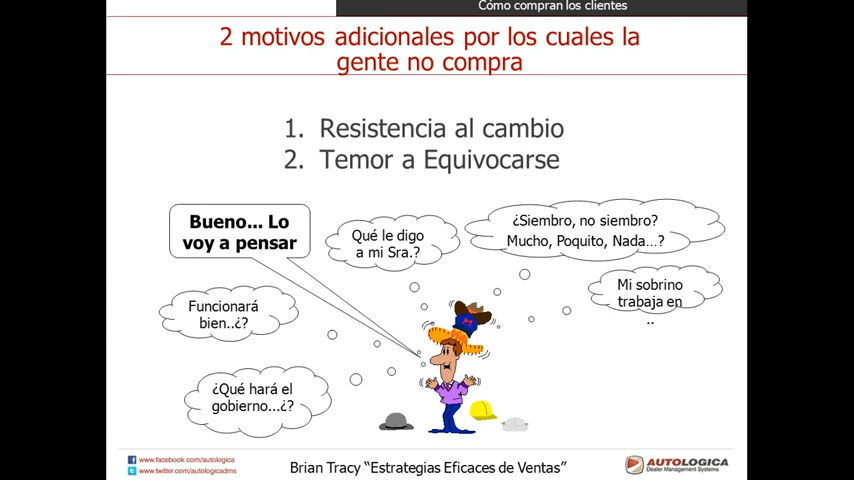 Cómo compran los clientes
2 motivos adicionales por los cuales la
gente no compra
1. Resistencia al cambio
2. Temor a Equivocarse
Bueno... Lo
voy a pensar
Qué le digo
a mi Sra.?
¿Siembro, no siembro?
Mucho, Poquito, Nada...?
Mi sobrino
trabaja en
..
Funcionará
bien..¿?
¿Qué hará el
gobierno...¿?
www.facebook.com/autologica
www.twitter.com/autologicadms
Brian Tracy “Estrategias Eficaces de Ventas”
AUTOLOGICA
Dealer Management Systems